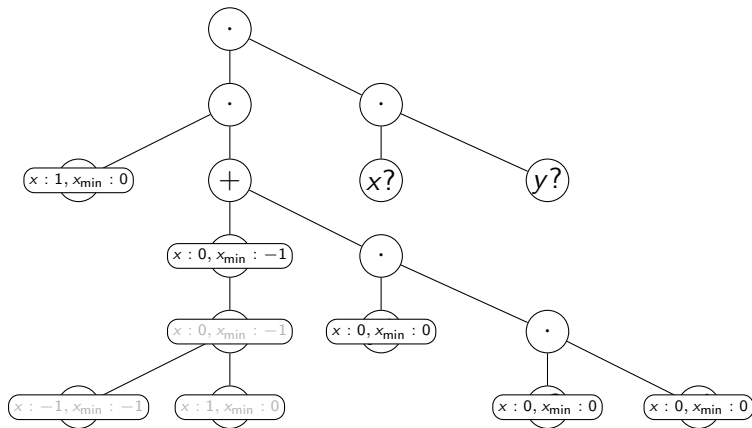 ·
· ·
x : 1, x_min : 0 + x? y?
x : 0, x_min : −1 ·
x : 0, x_min : −1 x : 0, x_min : 0 ·
x : −1, x_min : −1 x : 1, x_min : 0 x : 0, x_min : 0 x : 0, x_min : 0